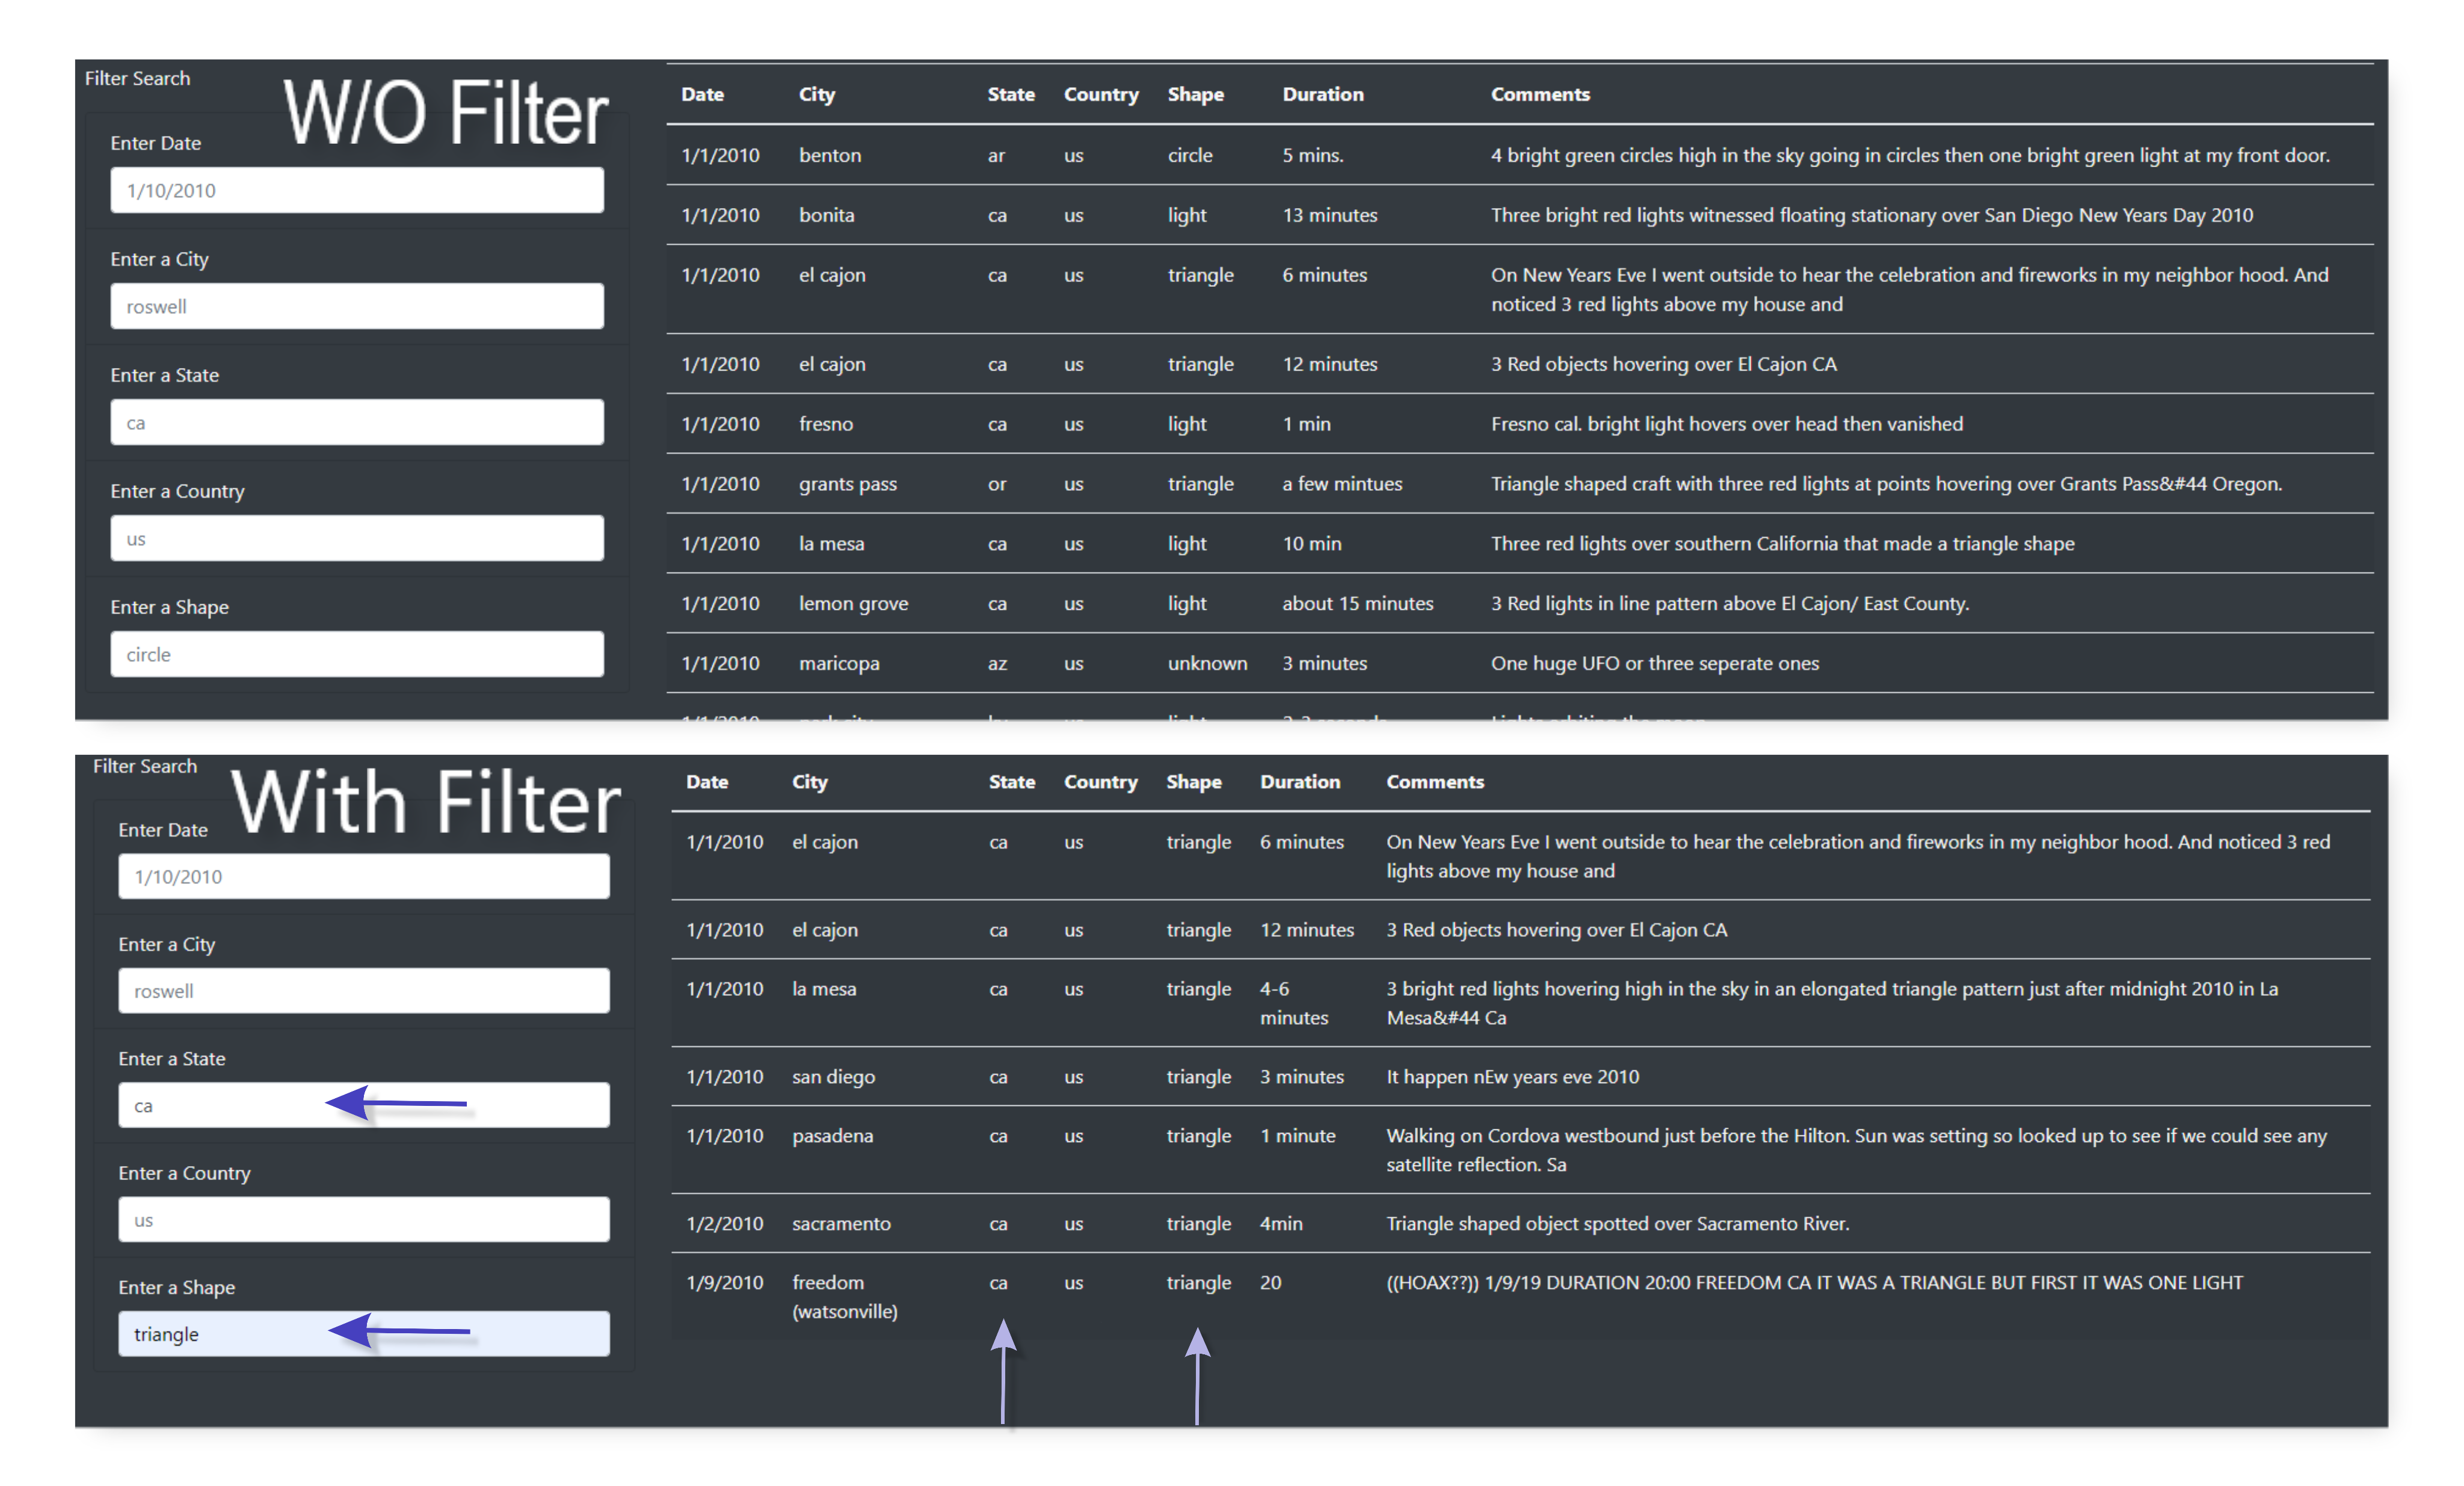 Filter Search
W/O Filter
Enter Date
1/10/2010
Enter a City
roswell
Enter a State
ca
Enter a Country
us
Enter a Shape
circle
Date City State Country Shape Duration Comments
1/1/2010 benton ar us circle 5 mins. 4 bright green circles high in the sky going in circles then one bright green light at my front door.
1/1/2010 bonita ca us light 13 minutes Three bright red lights witnessed floating stationary over San Diego New Years Day 2010
1/1/2010 el cajon ca us triangle 6 minutes On New Years Eve I went outside to hear the celebration and fireworks in my neighbor hood. And
noticed 3 red lights above my house and
1/1/2010 el cajon ca us triangle 12 minutes 3 Red objects hovering over El Cajon CA
1/1/2010 fresno ca us light 1 min Fresno cal. bright light hovers over head then vanished
1/1/2010 grants pass or us triangle a few mintues Triangle shaped craft with three red lights at points hovering over Grants Pass&#44 Oregon.
1/1/2010 la mesa ca us light 10 min Three red lights over southern California that made a triangle shape
1/1/2010 lemon grove ca us light about 15 minutes 3 Red lights in line pattern above El Cajon/ East County.
1/1/2010 maricopa az us unknown 3 minutes One huge UFO or three seperate ones
Filter Search
With Filter
Enter Date
1/10/2010
Enter a City
roswell
Enter a State
ca
Enter a Country
us
Enter a Shape
triangle
Date City State Country Shape Duration Comments
1/1/2010 el cajon ca us triangle 6 minutes On New Years Eve I went outside to hear the celebration and fireworks in my neighbor hood. And noticed 3 red
lights above my house and
1/1/2010 el cajon ca us triangle 12 minutes 3 Red objects hovering over El Cajon CA
1/1/2010 la mesa ca us triangle 4-6 3 bright red lights hovering high in the sky in an elongated triangle pattern just after midnight 2010 in La
minutes Mesa&#44 Ca
1/1/2010 san diego ca us triangle 3 minutes It happen nEw years eve 2010
1/1/2010 pasadena ca us triangle 1 minute Walking on Cordova westbound just before the Hilton. Sun was setting so looked up to see if we could see any
satellite reflection. Sa
1/2/2010 sacramento ca us triangle 4min Triangle shaped object spotted over Sacramento River.
1/9/2010 freedom ca us triangle 20 ((HOAX??)) 1/9/19 DURATION 20:00 FREEDOM CA IT WAS A TRIANGLE BUT FIRST IT WAS ONE LIGHT
(watsonville)